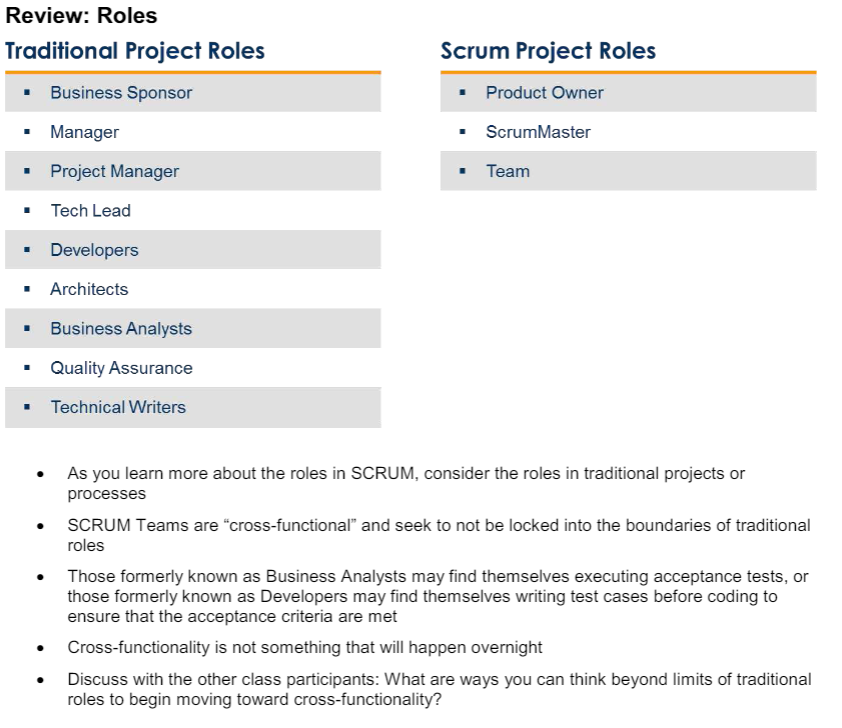 Review: Roles
Traditional Project Roles
▪ Business Sponsor
▪ Manager
▪ Project Manager
▪ Tech Lead
▪ Developers
▪ Architects
▪ Business Analysts
▪ Quality Assurance
▪ Technical Writers
Scrum Project Roles
▪ Product Owner
▪ ScrumMaster
▪ Team
• As you learn more about the roles in SCRUM, consider the roles in traditional projects or
processes
• SCRUM Teams are “cross-functional” and seek to not be locked into the boundaries of traditional
roles
• Those formerly known as Business Analysts may find themselves executing acceptance tests, or
those formerly known as Developers may find themselves writing test cases before coding to
ensure that the acceptance criteria are met
• Cross-functionality is not something that will happen overnight
• Discuss with the other class participants: What are ways you can think beyond limits of traditional
roles to begin moving toward cross-functionality?